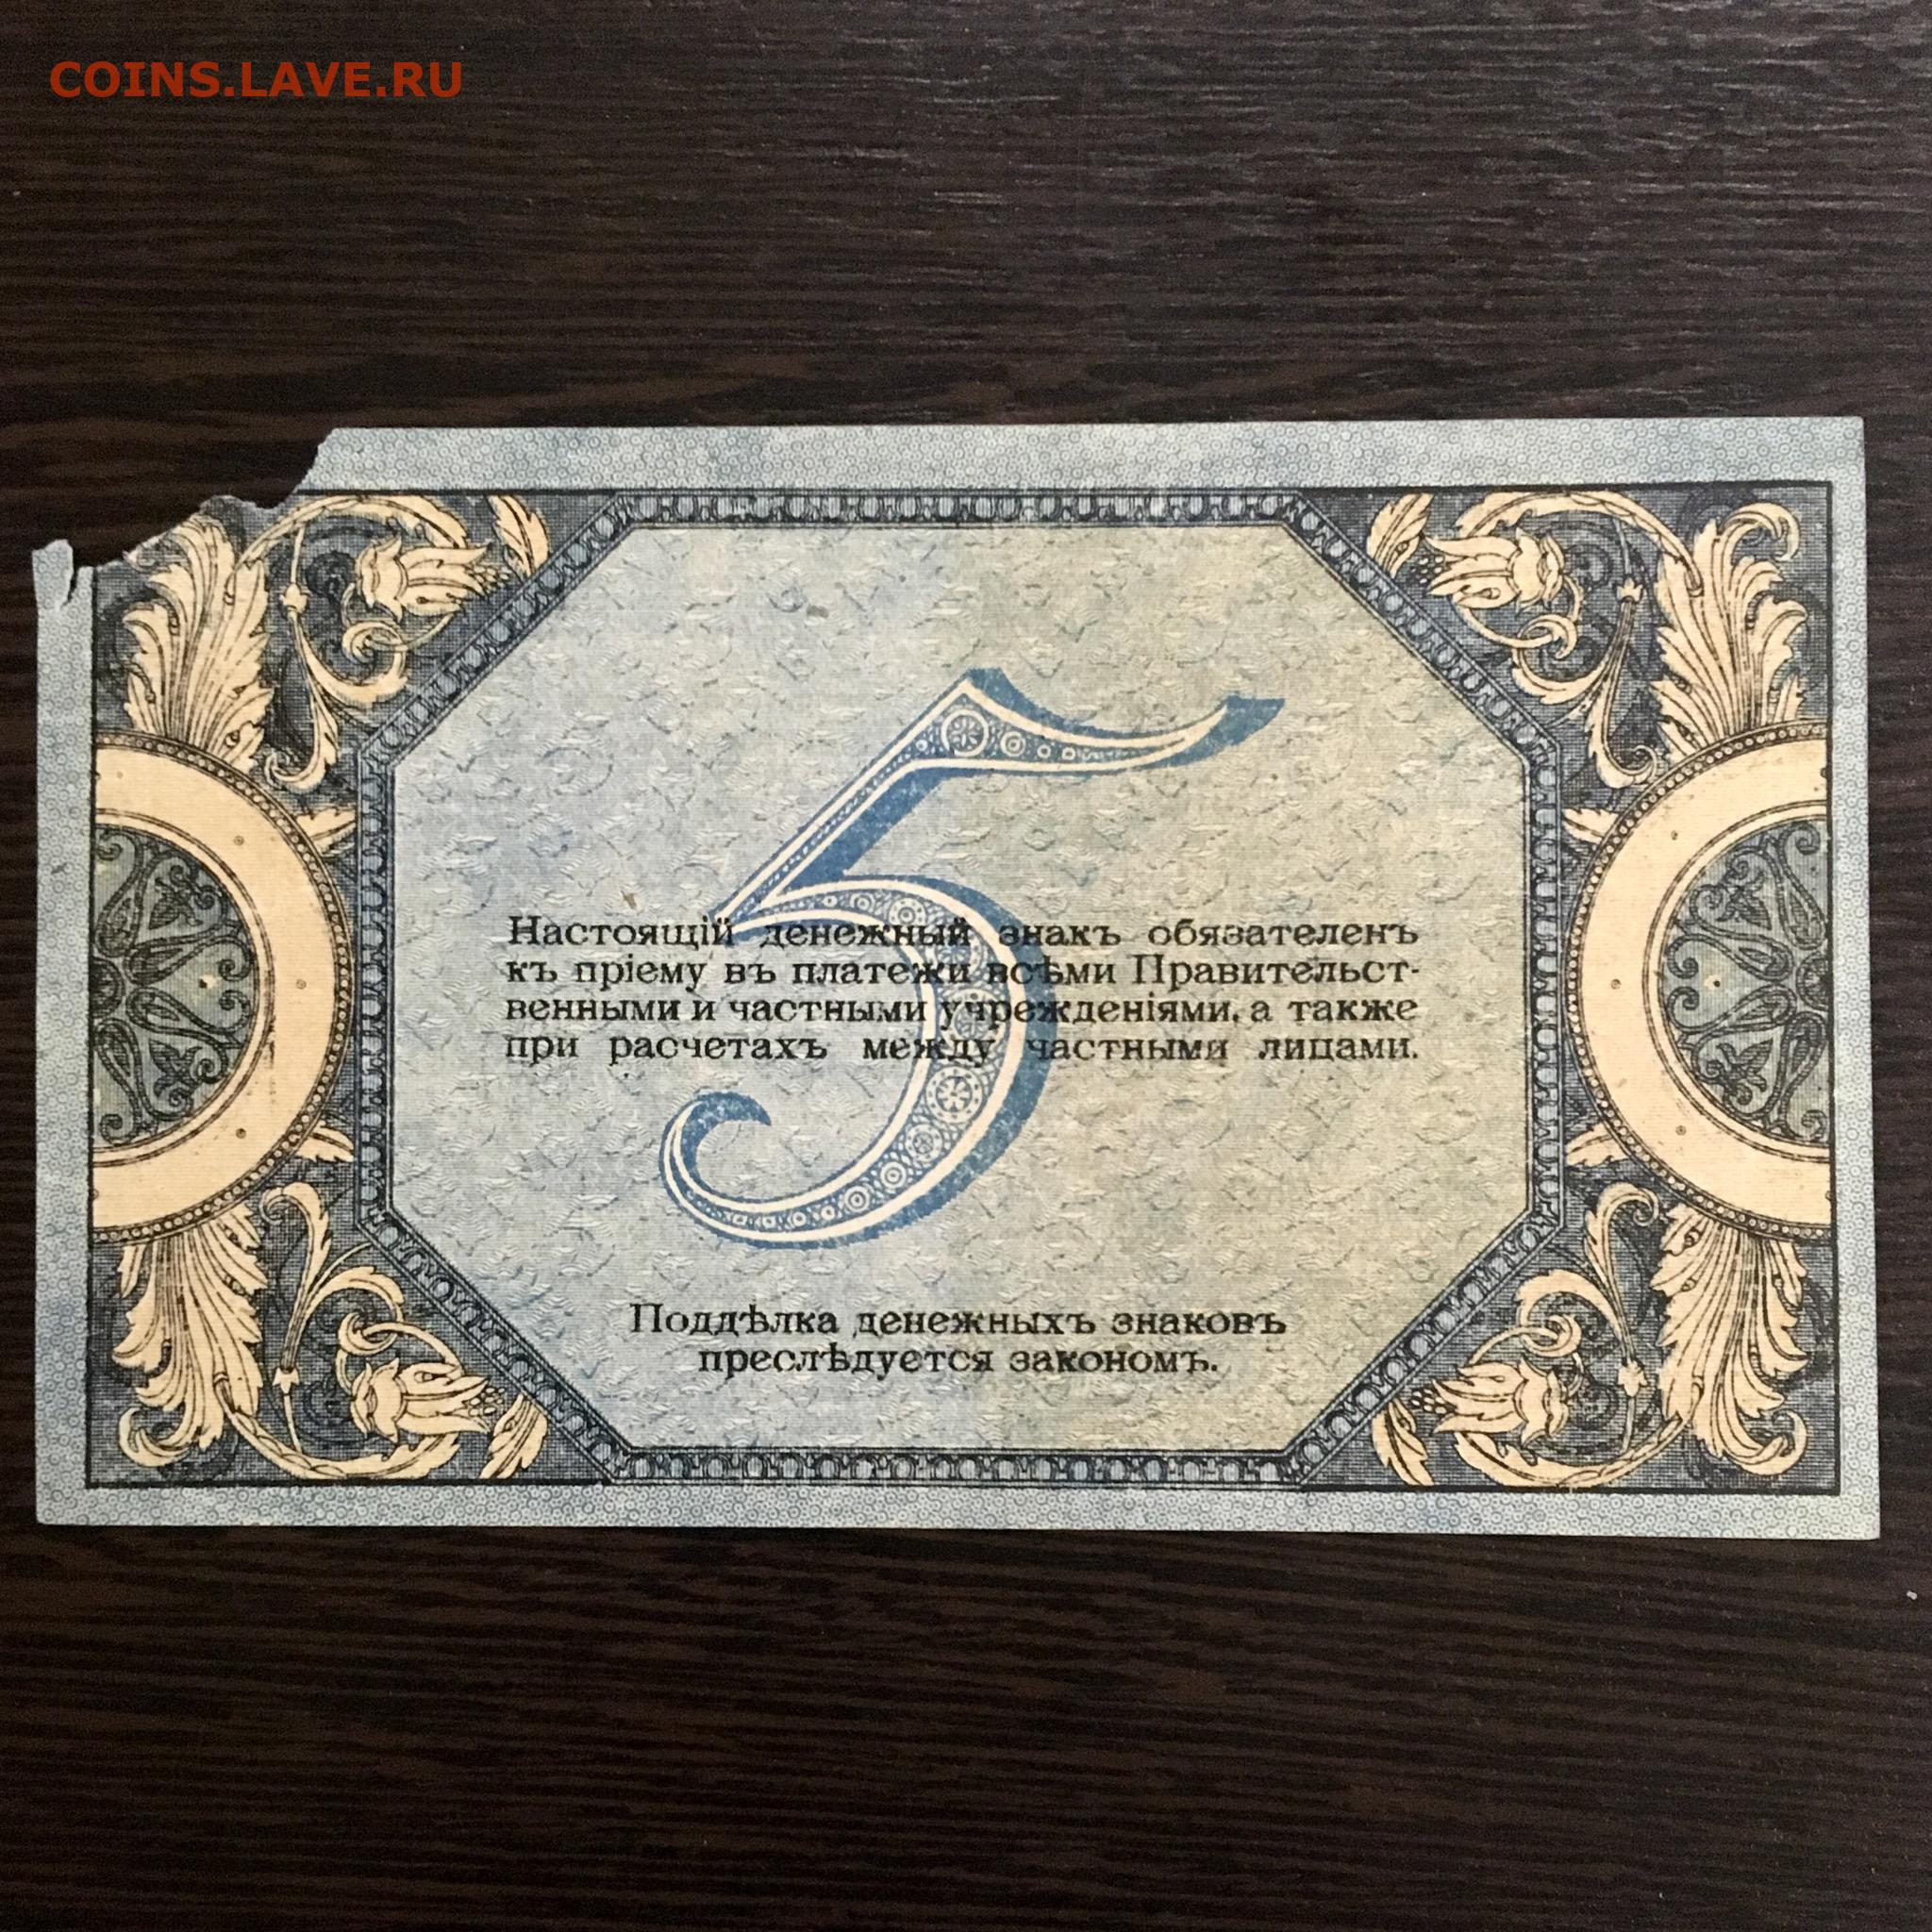 COINS.LAVE.RU
5
Настоящій денежный знакъ обязателенъ
къ пріему въ платежи всѣми Правительст-
венными и частными учрежденіями, а также
при расчетахъ между частными лицами.
Поддѣлка денежныхъ знаковъ
преслѣдуется закономъ.